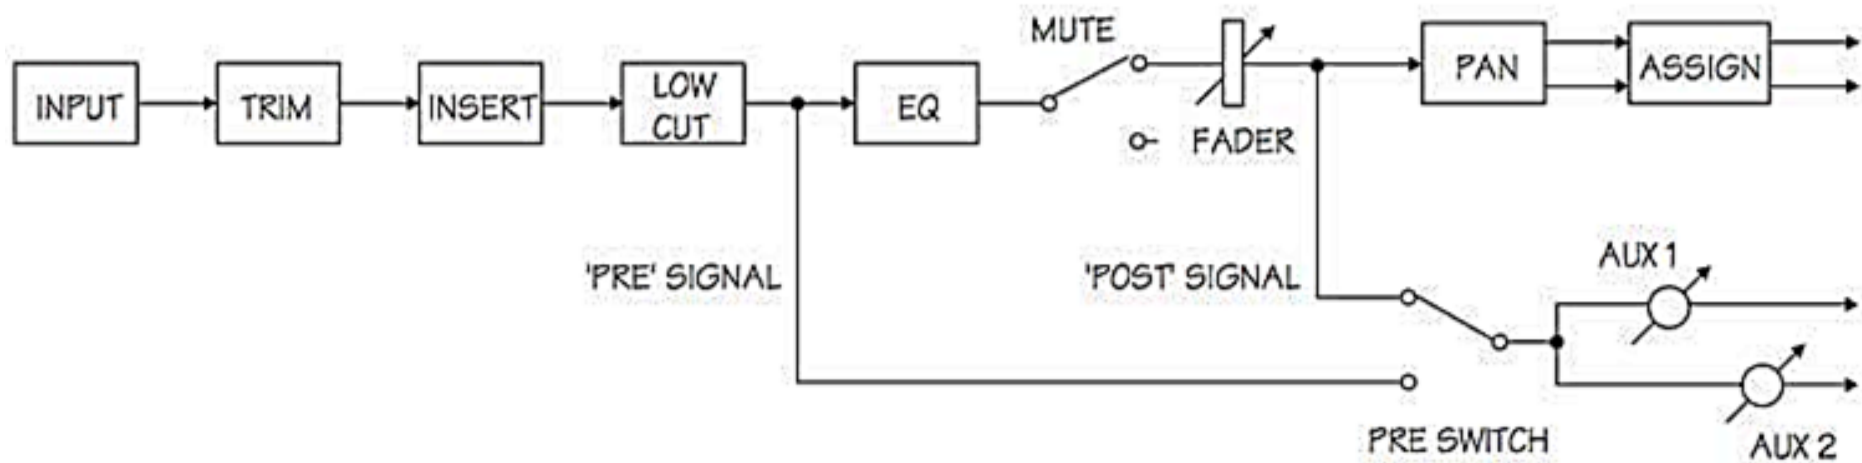 MUTE
INPUT
TRIM
INSERT
LOW
CUT
EQ
FADER
PAN
ASSIGN
'PRE' SIGNAL
'POST' SIGNAL
AUX 1
PRE SWITCH
AUX 2